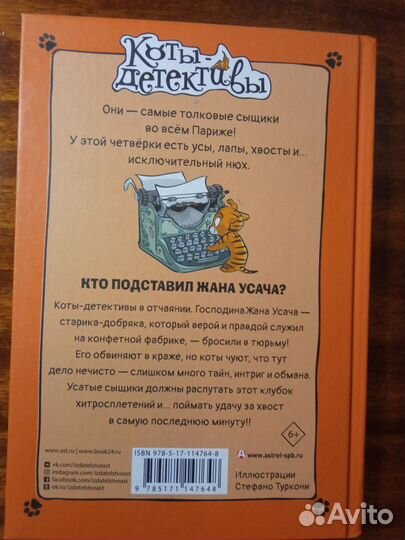 Коты-
детективы
Они — самые толковые сыщики
во всём Париже!
У этой четвёрки есть усы, лапы, хвосты и...
исключительный нюх.
КТО ПОДСТАВИЛ ЖАНА УСАЧА?
Коты-детективы в отчаянии. Господина Жана Усача —
старика-добряка, который верой и правдой служил
на конфетной фабрике, — бросили в тюрьму!
Его обвиняют в краже, но коты чуют, что тут
дело нечисто — слишком много тайн, интриг и обмана.
Усатые сыщики должны распутать этот клубок
хитросплетений и... поймать удачу за хвост
в самую последнюю минуту!!
6+
www.ast.ru | www.book24.ru
vk.com/izdatelstvoast
instagram.com/izdatelstvoast
facebook.com/izdatelstvoast
ok.ru/izdatelstvoast
ISBN 978-5-17-114764-8
9 785171 147648
www.astrel-spb.ru
Иллюстрации
Стефано Туркони
Avito